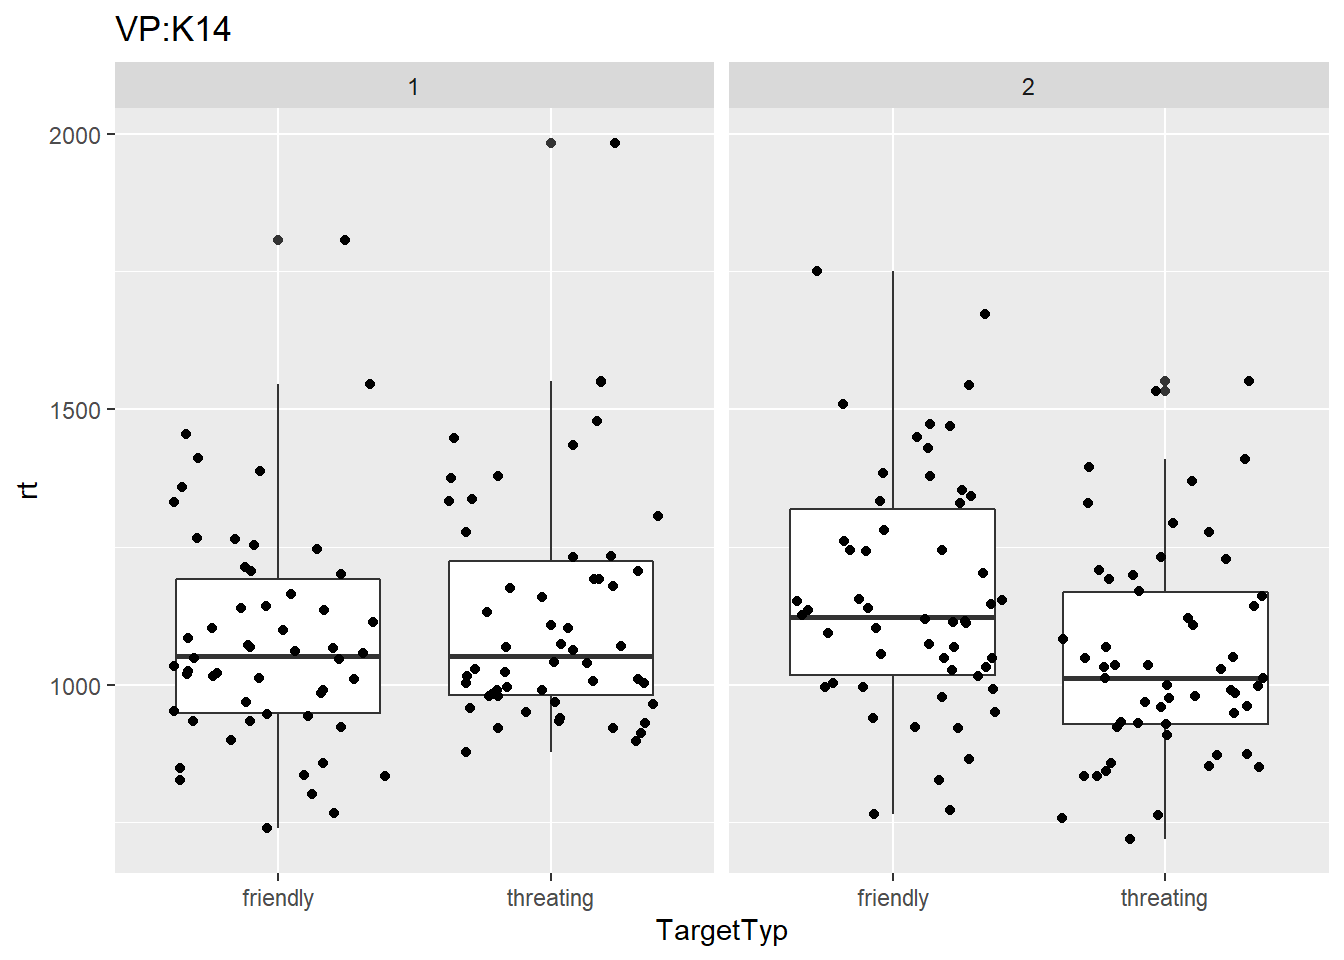 VP:K14
1
2
2000
1500
1000
rt
friendly
threating
friendly
threating
TargetTyp